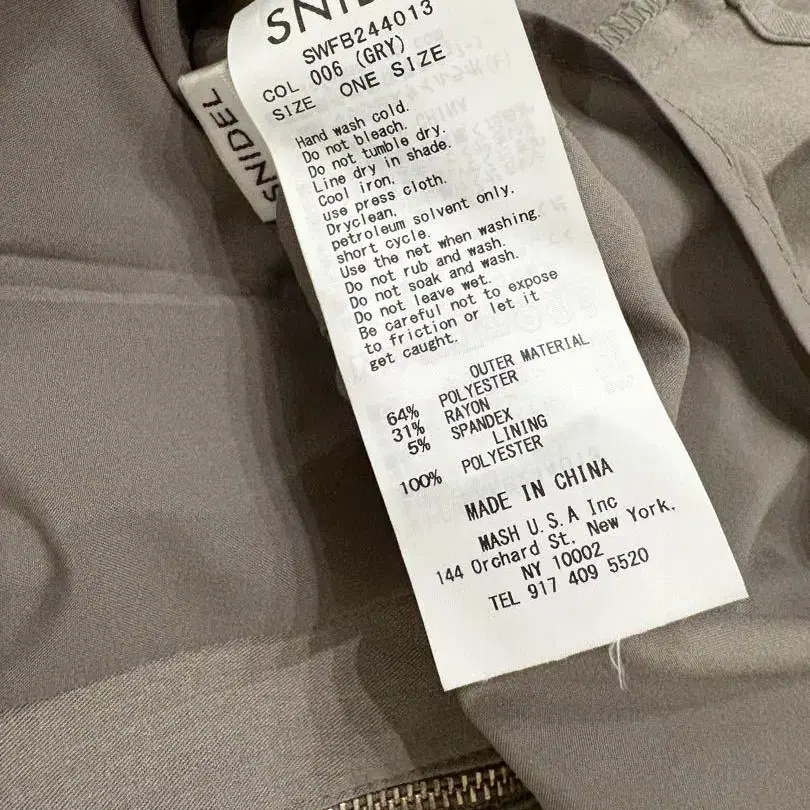 SNIDEL
SWFB244013
COL 006 (GRY)
SIZE ONE SIZE
Hand wash cold.
Do not bleach.
Do not tumble dry.
Line dry in shade.
Cool iron.
use press cloth.
Dryclean.
petroleum solvent only.
short cycle.
Use the net when washing.
Do not rub and wash.
Do not soak and wash.
Do not leave wet.
Be careful not to expose
to friction or let it
get caught.
OUTER MATERIAL
64% POLYESTER
31% RAYON
5% SPANDEX
LINING
100% POLYESTER
MADE IN CHINA
MASH U.S.A Inc
144 Orchard St, New York,
NY 10002
TEL 917 409 5520
SNIDEL